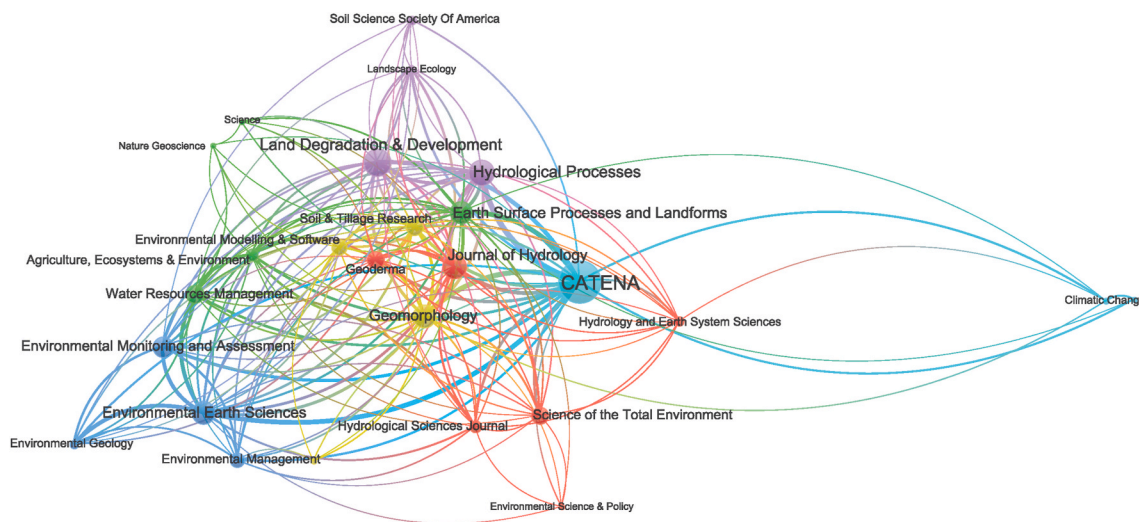 Soil Science Society Of America
Landscape Ecology
Science
Nature Geoscience
Land Degradation & Development
Hydrological Processes
Soil & Tillage Research
Earth Surface Processes and Landforms
Environmental Modelling & Software
Agriculture, Ecosystems & Environment
Geoderma
Journal of Hydrology
CATENA
Water Resources Management
Climatic Chang
Geomorphology
Hydrology and Earth System Sciences
Environmental Monitoring and Assessment
Environmental Earth Sciences
Science of the Total Environment
Hydrological Sciences Journal
Environmental Geology
Environmental Management
Environmental Science & Policy